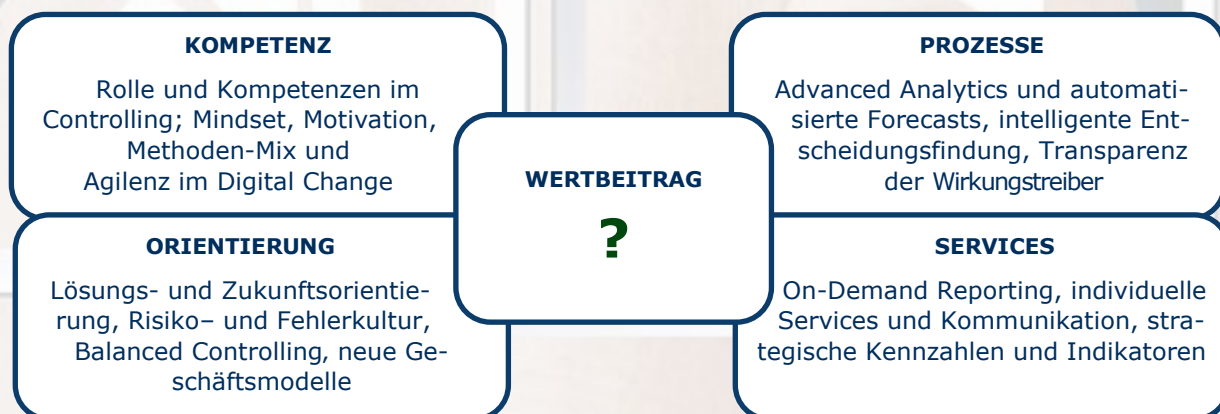 KOMPETENZ
Rolle und Kompetenzen im
Controlling; Mindset, Motivation,
Methoden-Mix und
Agilenz im Digital Change
PROZESSE
Advanced Analytics und automati-
sierte Forecasts, intelligente Ent-
scheidungsfindung, Transparenz
der Wirkungstreiber
WERTBEITRAG
?
ORIENTIERUNG
Lösungs- und Zukunftsorientie-
rung, Risiko– und Fehlerkultur,
Balanced Controlling, neue Ge-
schäftsmodelle
SERVICES
On-Demand Reporting, individuelle
Services und Kommunikation, stra-
tegische Kennzahlen und Indikatoren